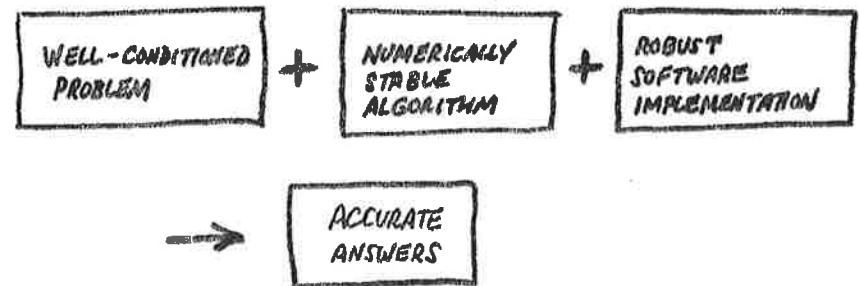 WELL-CONDITIONED
PROBLEM
+
NUMERICALLY
STABLE
ALGORITHM
+
ROBUST
SOFTWARE
IMPLEMENTATION
→
ACCURATE
ANSWERS